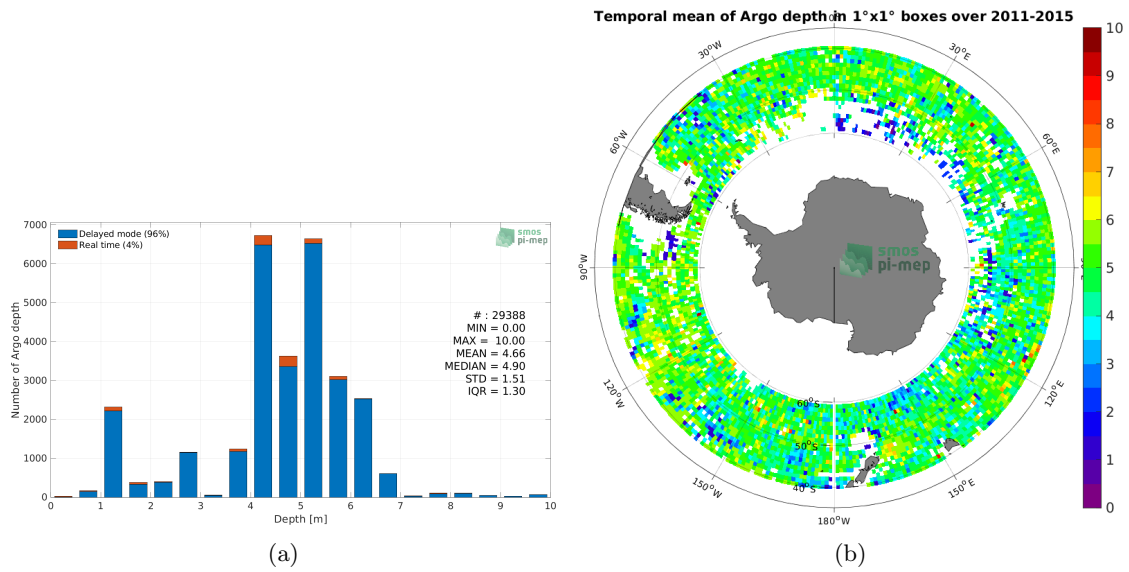 Temporal mean of Argo depth in 1°x1° boxes over 2011-2015
Delayed mode (96%)
Real time (4%)
smos
pi-mep
# : 29388
MIN = 0.00
MAX = 10.00
MEAN = 4.66
MEDIAN = 4.90
STD = 1.51
IQR = 1.30
Number of Argo depth
7000
6000
5000
4000
3000
2000
1000
0
0 1 2 3 4 5 6 7 8 9 10
Depth [m]
(a)
30°W
30°E
60°W
60°E
90°W
120°W
120°E
150°W
150°E
180°W
60°S
50°S
40°S
smos
pi-mep
10
9
8
7
6
5
4
3
2
1
0
(b)